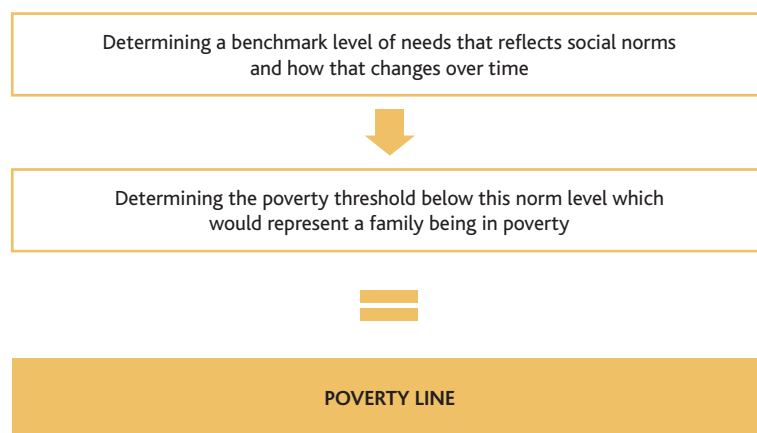 Determining a benchmark level of needs that reflects social norms
and how that changes over time
Determining the poverty threshold below this norm level which
would represent a family being in poverty
POVERTY LINE